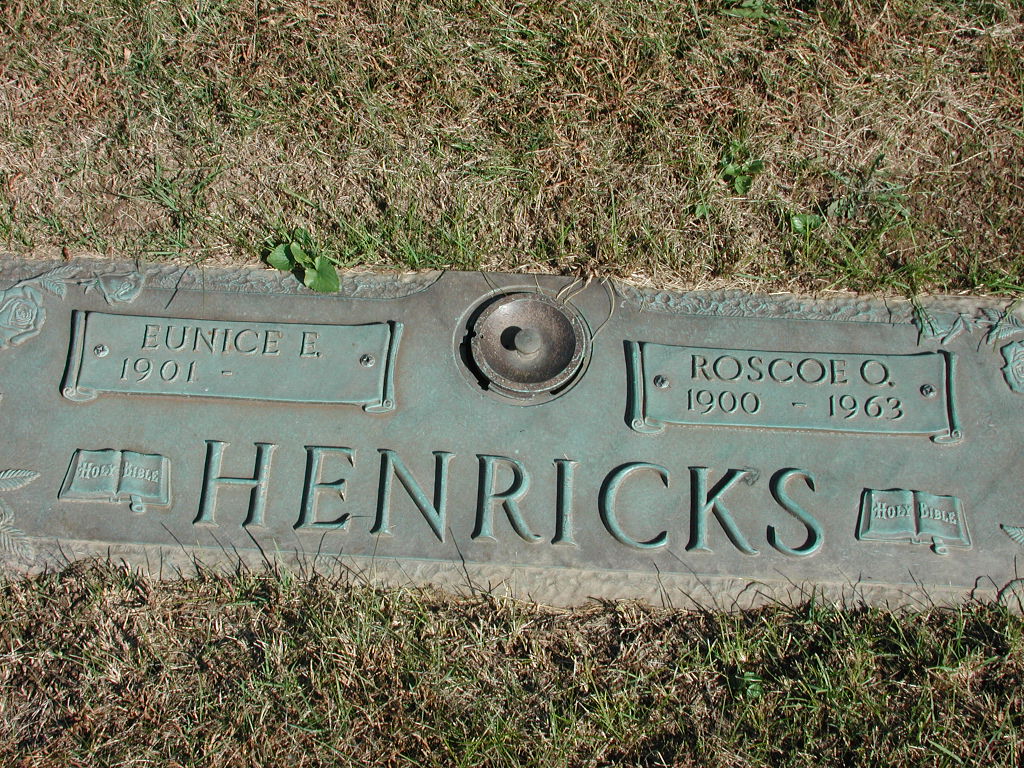 EUNICE E.
1901 -
ROSCOE O.
1900 - 1963
HOLY BIBLE
HENRICKS
HOLY BIBLE